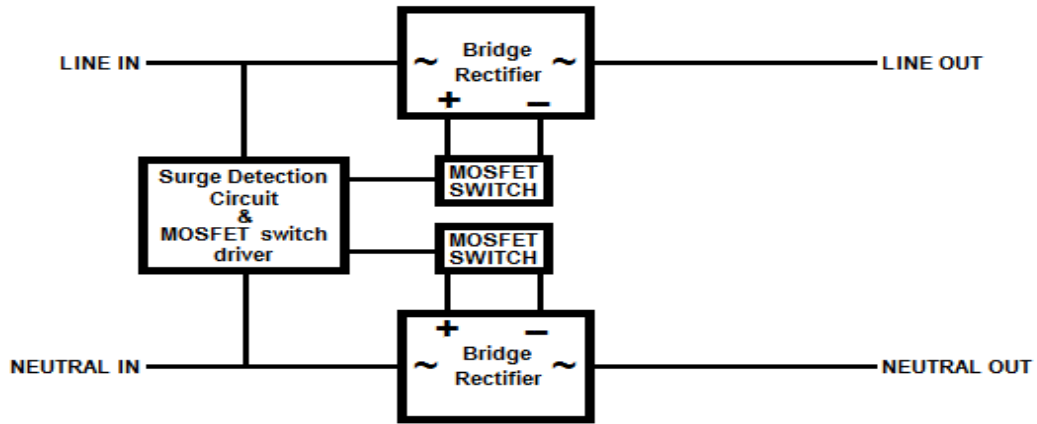 Bridge
Rectifier
~ ~
+ –
LINE IN
LINE OUT
MOSFET
SWITCH
Surge Detection
Circuit
&
MOSFET switch
driver
MOSFET
SWITCH
+ –
Bridge
Rectifier
~ ~
NEUTRAL IN
NEUTRAL OUT